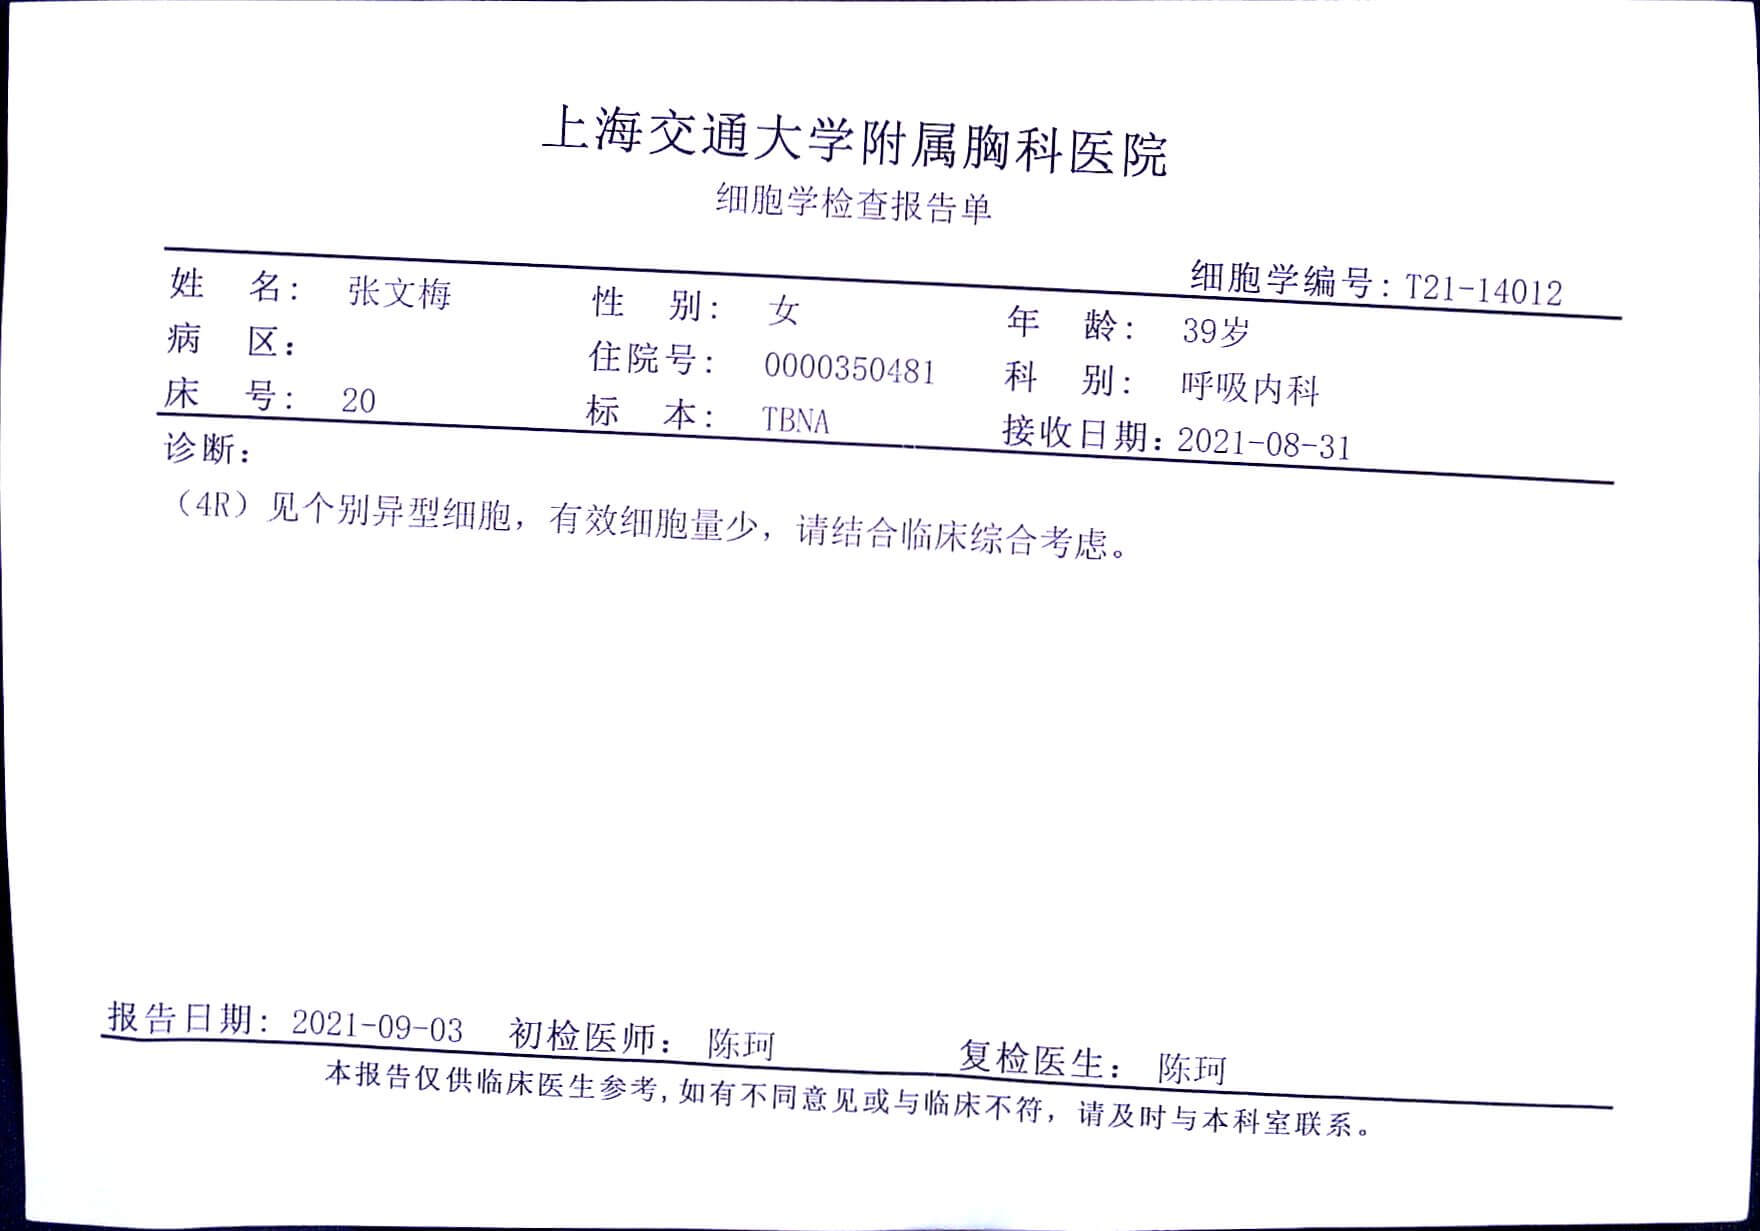 上海交通大学附属胸科医院
细胞学检查报告单
细胞学编号：T21-14012
姓 名： 张文梅 性 别： 女 年 龄： 39岁
病 区： 住院号： 0000350481 科 别： 呼吸内科
床 号： 20 标 本： TBNA 接收日期：2021-08-31
诊断：
（4R）见个别异型细胞，有效细胞量少，请结合临床综合考虑。
报告日期：2021-09-03 初检医师： 陈珂 复检医生： 陈珂
本报告仅供临床医生参考,如有不同意见或与临床不符，请及时与本科室联系。